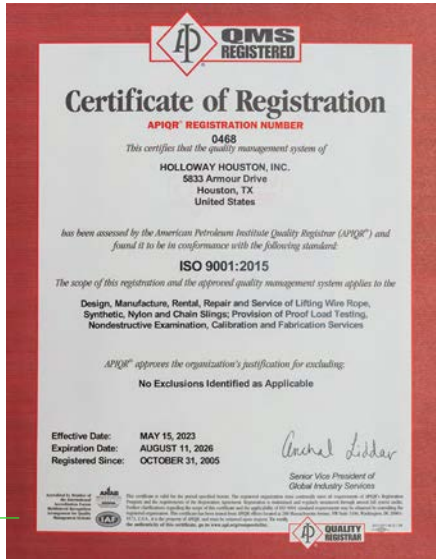 QMS
REGISTERED
Certificate of Registration
APIQR® REGISTRATION NUMBER
0468
This certifies that the quality management system of
HOLLOWAY HOUSTON, INC.
5833 Armour Drive
Houston, TX
United States
has been assessed by the American Petroleum Institute Quality Registrar (APIQR®) and
found it to be in conformance with the following standard:
ISO 9001:2015
The scope of this registration and the approved quality management system applies to the
Design, Manufacture, Rental, Repair and Service of Lifting Wire Rope,
Synthetic, Nylon and Chain Slings; Provision of Proof Load Testing,
Nondestructive Examination, Calibration and Fabrication Services
APIQR® approves the organization's justification for excluding:
No Exclusions Identified as Applicable
Effective Date: MAY 15, 2023
Expiration Date: AUGUST 11, 2026
Registered Since: OCTOBER 31, 2005
Senior Vice President of
Global Industry Services
ANAB
IAF
QUALITY
REGISTRAR